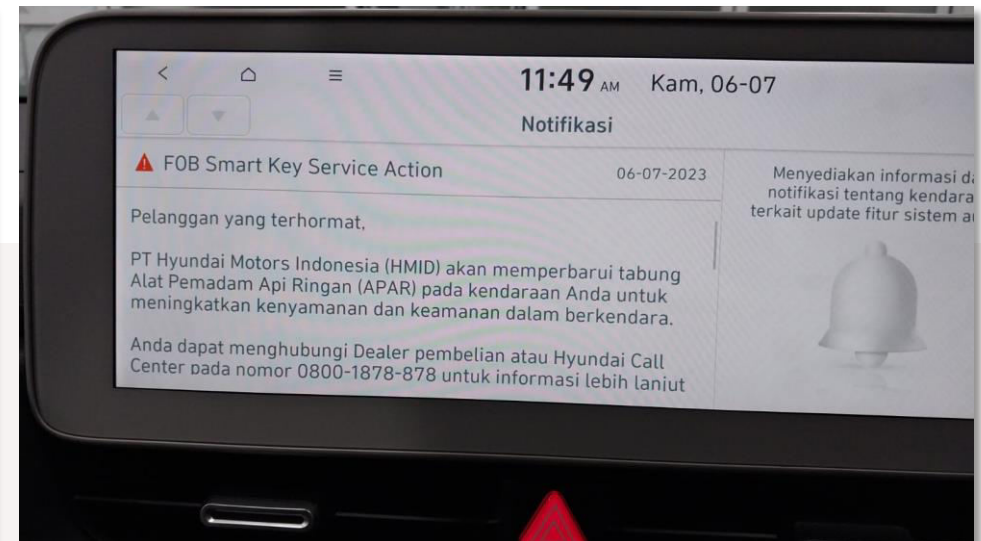 11:49 AM Kam, 06-07
Notifikasi
FOB Smart Key Service Action
06-07-2023
Pelanggan yang terhormat,
PT Hyundai Motors Indonesia (HMID) akan memperbarui tabung
Alat Pemadam Api Ringan (APAR) pada kendaraan Anda untuk
meningkatkan kenyamanan dan keamanan dalam berkendara.
Anda dapat menghubungi Dealer pembelian atau Hyundai Call
Center pada nomor 0800-1878-878 untuk informasi lebih lanjut
Menyediakan informasi
notifikasi tentang
terkait update fitur sistem